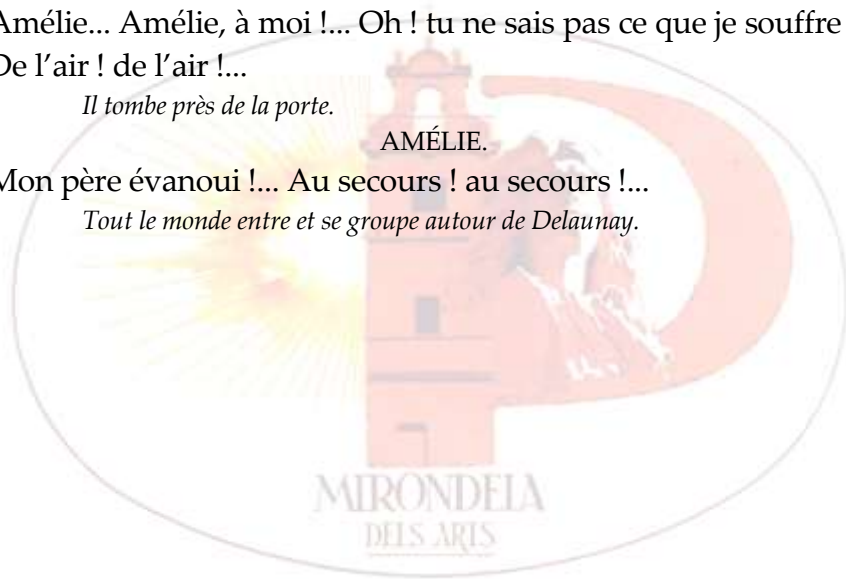 Amélie... Amélie, à moi !... Oh ! tu ne sais pas ce que je souffre
De l’air ! de l’air !...
Il tombe près de la porte.
AMÉLIE.
Mon père évanoui !... Au secours ! au secours !...
Tout le monde entre et se groupe autour de Delaunay.
MIRONDELA
DELS ARTS